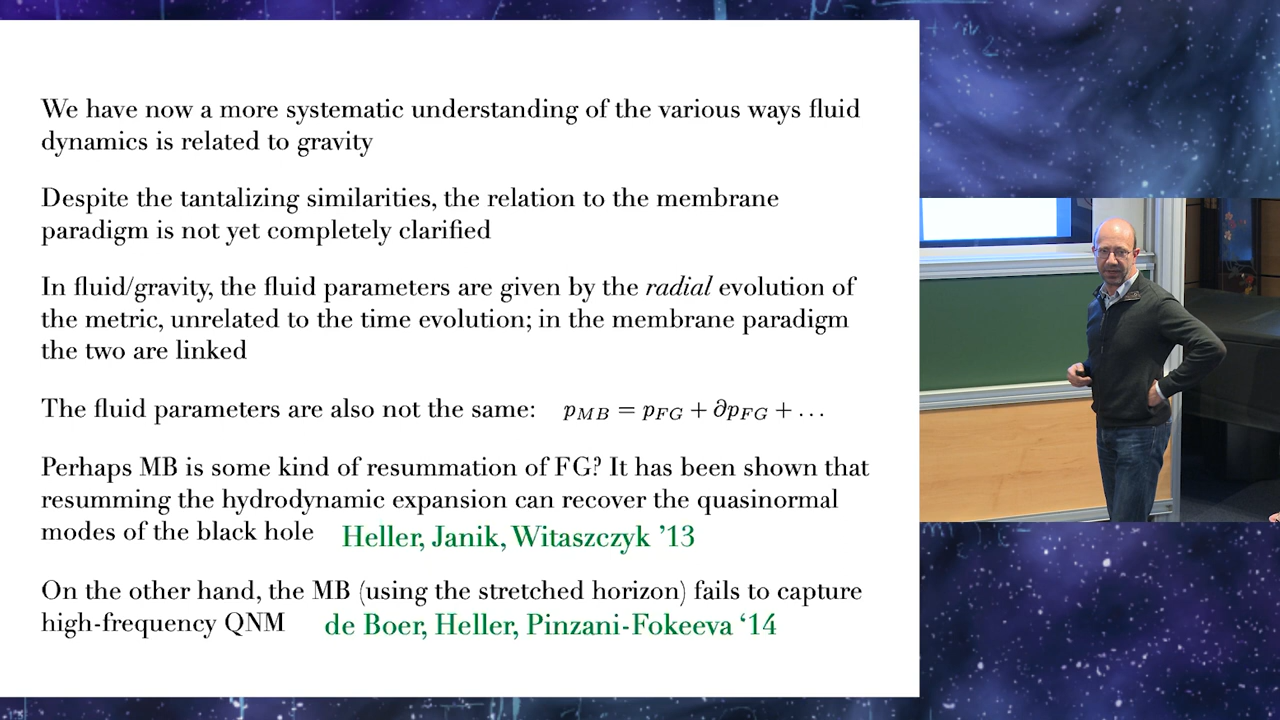 We have now a more systematic understanding of the various ways fluid
dynamics is related to gravity
Despite the tantalizing similarities, the relation to the membrane
paradigm is not yet completely clarified
In fluid/gravity, the fluid parameters are given by the radial evolution of
the metric, unrelated to the time evolution; in the membrane paradigm
the two are linked
The fluid parameters are also not the same: p_{MB} = p_{FG} + ∂p_{FG} + ...
Perhaps MB is some kind of resummation of FG? It has been shown that
resumming the hydrodynamic expansion can recover the quasinormal
modes of the black hole Heller, Janik, Witaszczyk ’13
On the other hand, the MB (using the stretched horizon) fails to capture
high-frequency QNM de Boer, Heller, Pinzani-Fokeeva ‘14